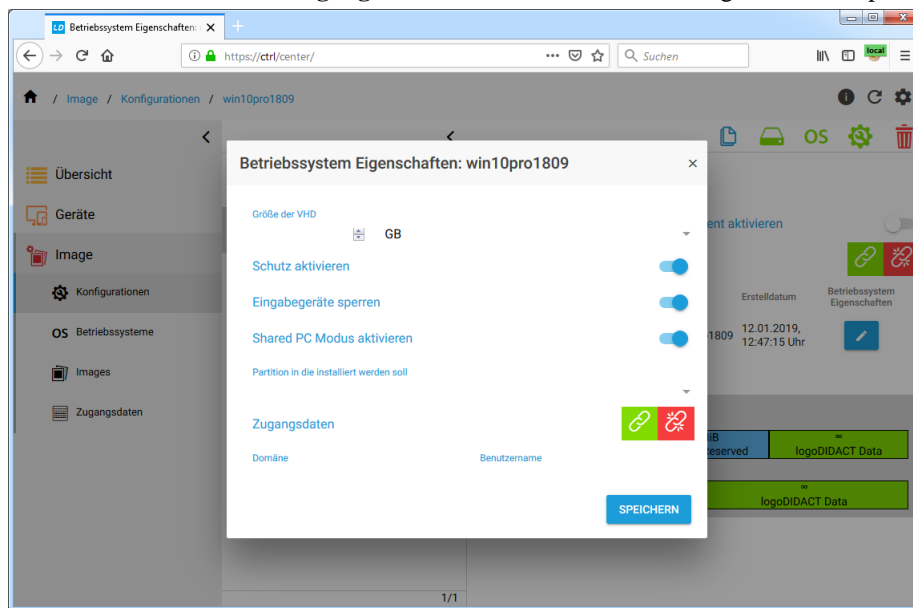 Betriebssystem Eigenschaften:
https://ctrl/center/
Suchen
local
/ Image / Konfigurationen / win10pro1809
OS
Übersicht
Geräte
Image
Konfigurationen
OS Betriebssysteme
Images
Zugangsdaten
Betriebssystem Eigenschaften: win10pro1809
Größe der VHD
GB
Schutz aktivieren
Eingabegeräte sperren
Shared PC Modus aktivieren
Partition in die installiert werden soll
Zugangsdaten
Domäne
Benutzername
SPEICHERN
ent aktivieren
Erstelldatum
Betriebssystem
Eigenschaften
1809
12.01.2019,
12:47:15 Uhr
iB
∞
logoDIDACT Data
∞
logoDIDACT Data
1/1